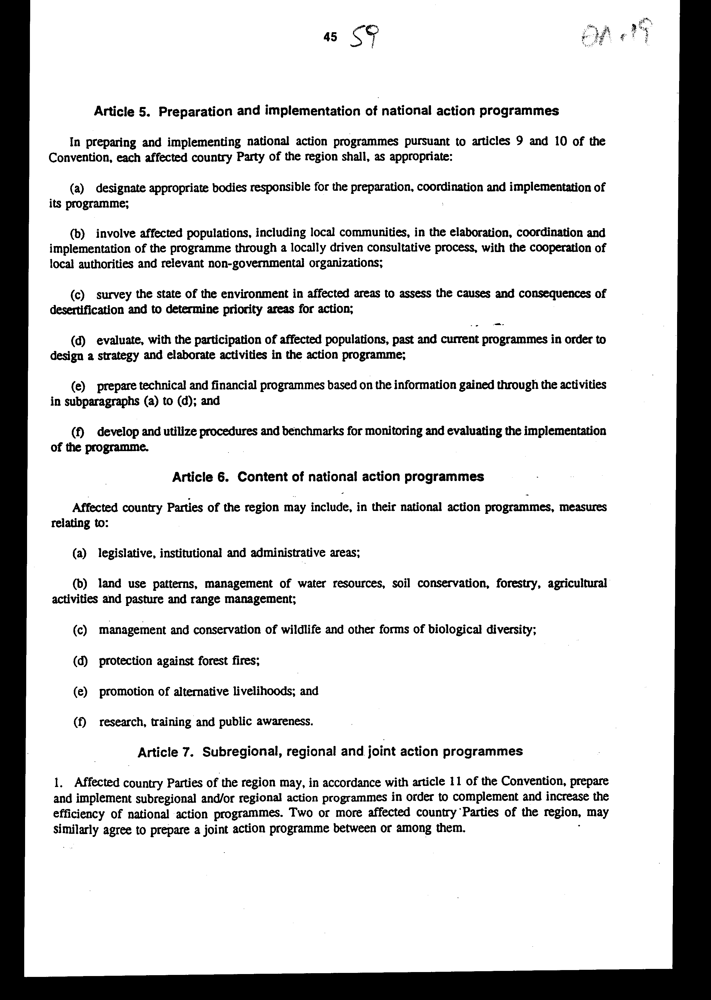 45 59
Article 5. Preparation and implementation of national action programmes
In preparing and implementing national action programmes pursuant to articles 9 and 10 of the
Convention, each affected country Party of the region shall, as appropriate:
(a) designate appropriate bodies responsible for the preparation, coordination and implementation of
its programme;
(b) involve affected populations, including local communities, in the elaboration, coordination and
implementation of the programme through a locally driven consultative process, with the cooperation of
local authorities and relevant non-governmental organizations;
(c) survey the state of the environment in affected areas to assess the causes and consequences of
desertification and to determine priority areas for action;
(d) evaluate, with the participation of affected populations, past and current programmes in order to
design a strategy and elaborate activities in the action programme;
(e) prepare technical and financial programmes based on the information gained through the activities
in subparagraphs (a) to (d); and
(f) develop and utilize procedures and benchmarks for monitoring and evaluating the implementation
of the programme.
Article 6. Content of national action programmes
Affected country Parties of the region may include, in their national action programmes, measures
relating to:
(a) legislative, institutional and administrative areas;
(b) land use patterns, management of water resources, soil conservation, forestry, agricultural
activities and pasture and range management;
(c) management and conservation of wildlife and other forms of biological diversity;
(d) protection against forest fires;
(e) promotion of alternative livelihoods; and
(f) research, training and public awareness.
Article 7. Subregional, regional and joint action programmes
1. Affected country Parties of the region may, in accordance with article 11 of the Convention, prepare
and implement subregional and/or regional action programmes in order to complement and increase the
efficiency of national action programmes. Two or more affected country Parties of the region, may
similarly agree to prepare a joint action programme between or among them.